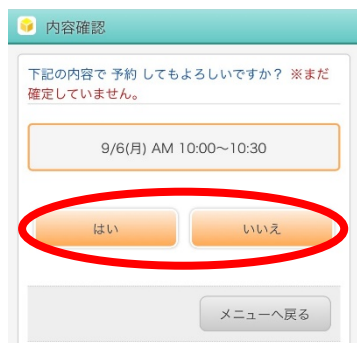 内容確認
下記の内容で 予約 してもよろしいですか？ ※まだ
確定していません。
9/6(月) AM 10:00～10:30
はい いいえ
メニューへ戻る